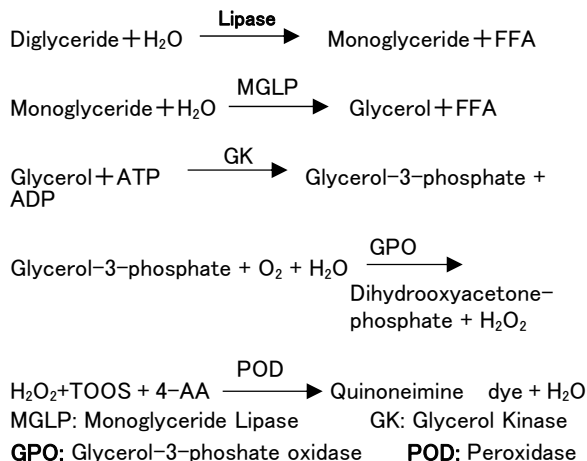 Lipase
Diglyceride+H₂O → Monoglyceride+FFA
MGLP
Monoglyceride+H₂O → Glycerol+FFA
GK
Glycerol+ATP → Glycerol-3-phosphate +
ADP
GPO
Glycerol-3-phosphate + O₂ + H₂O →
Dihydrooxyacetone-
phosphate + H₂O₂
POD
H₂O₂+TOOS + 4-AA → Quinoneimine dye + H₂O
MGLP: Monoglyceride Lipase GK: Glycerol Kinase
GPO: Glycerol-3-phoshate oxidase POD: Peroxidase